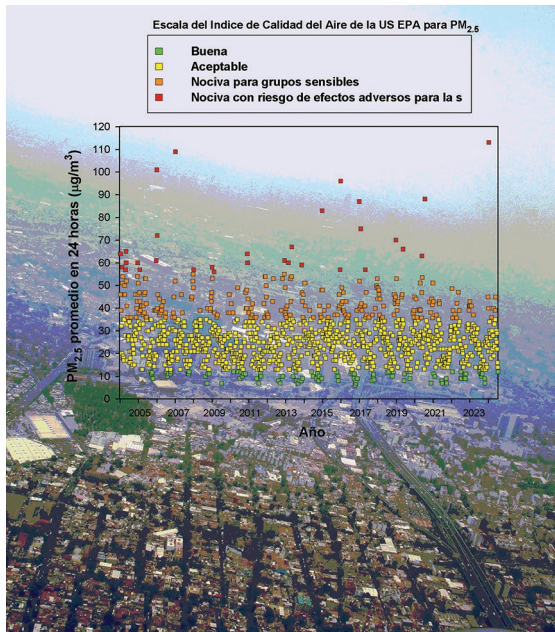 Escala del Indice de Calidad del Aire de la US EPA para PM2.5
Buena
Aceptable
Nociva para grupos sensibles
Nociva con riesgo de efectos adversos para la s
PM2.5 promedio en 24 horas (µg/m3)
120
110
100
90
80
70
60
50
40
30
20
10
0
2005 2007 2009 2011 2013 2015 2017 2019 2021 2023
Año